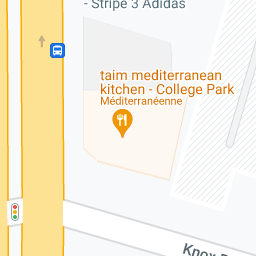 - Stripe 3 Adidas
taim mediterranean
kitchen - College Park
Méditerranéenne
Knox